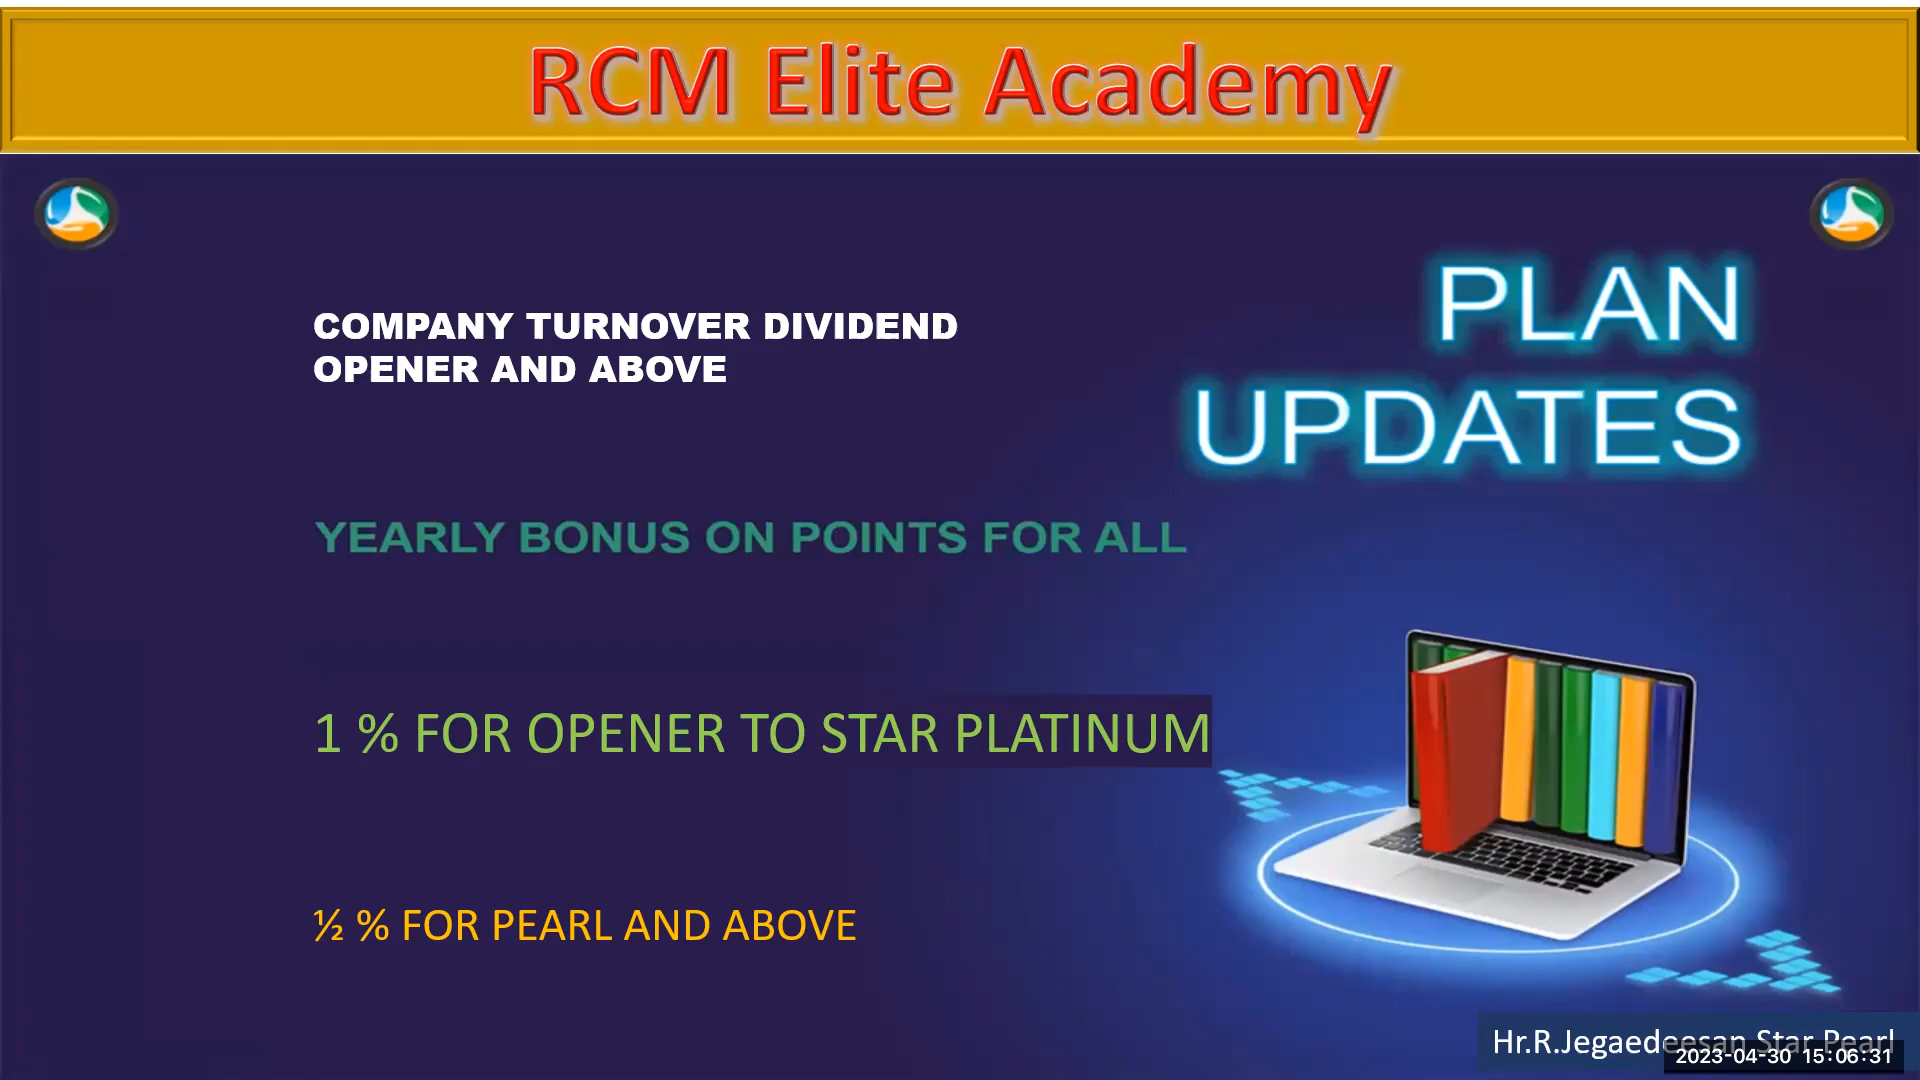 RCM Elite Academy
PLAN
UPDATES
COMPANY TURNOVER DIVIDEND
OPENER AND ABOVE
YEARLY BONUS ON POINTS FOR ALL
1 % FOR OPENER TO STAR PLATINUM
½ % FOR PEARL AND ABOVE
Hr.R.Jegaedeesan Star Pearl
2023-04-30 15:06:31